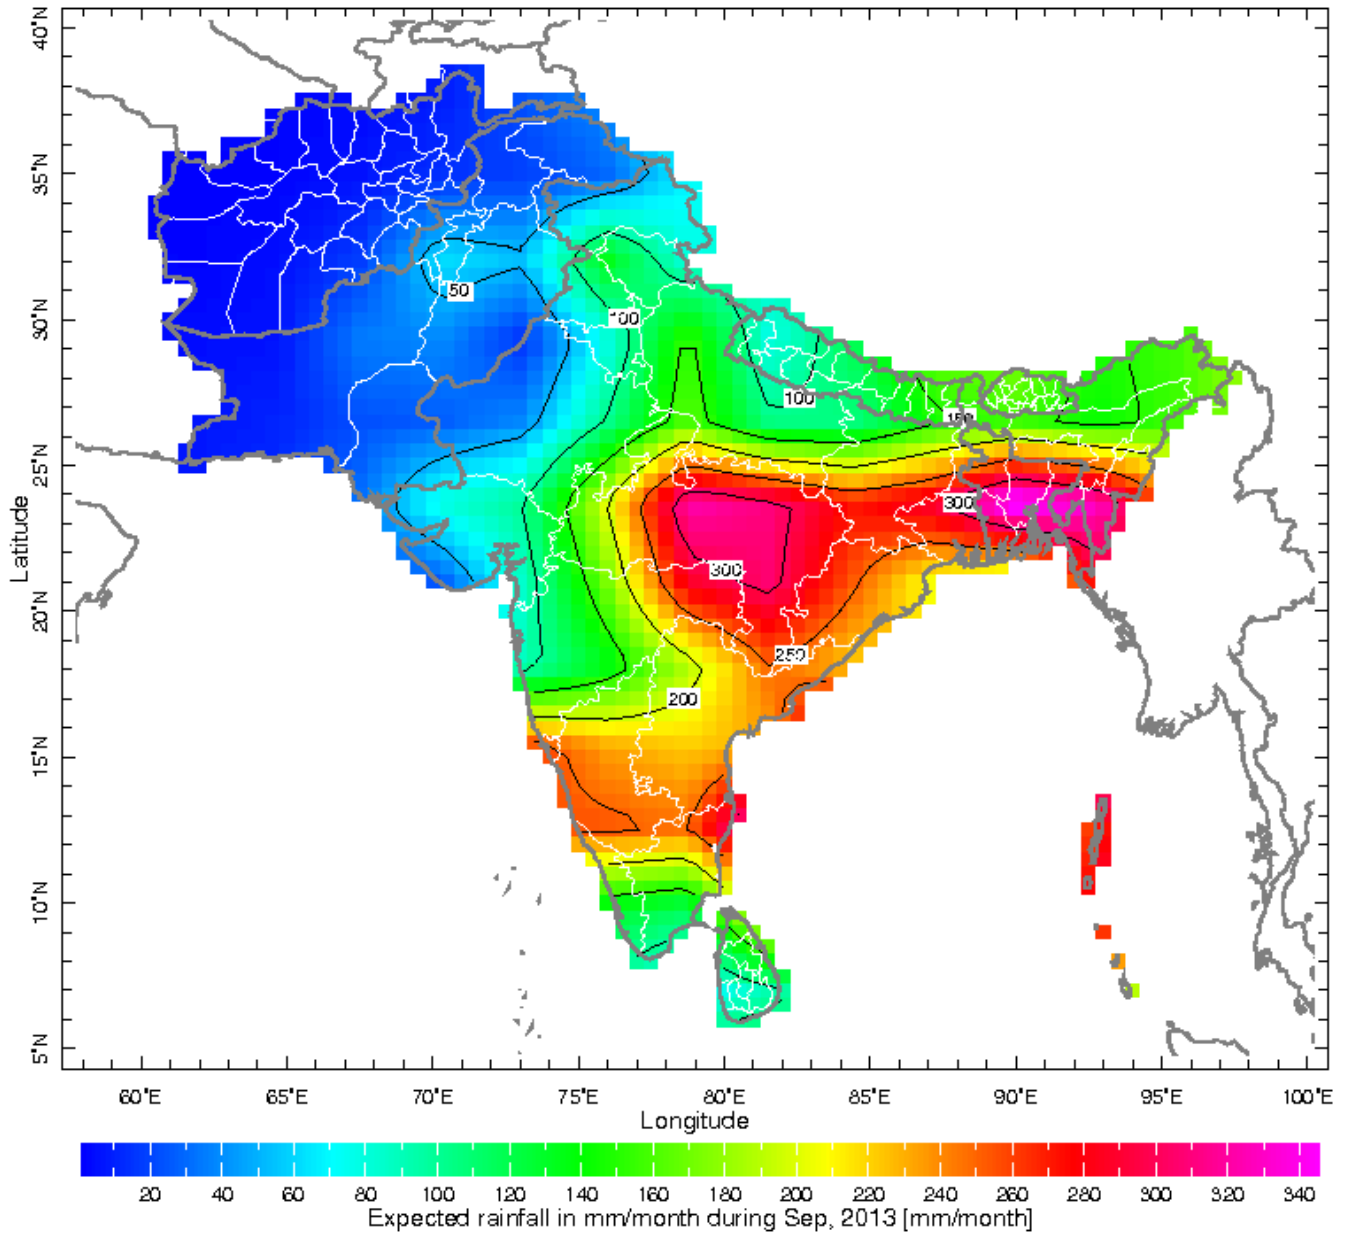 40°N
35°N
30°N
25°N
20°N
15°N
10°N
5°N
Latitude
50
100
100
150
300
300
250
200
60°E 65°E 70°E 75°E 80°E 85°E 90°E 95°E 100°E
Longitude
20 40 60 80 100 120 140 160 180 200 220 240 260 280 300 320 340
Expected rainfall in mm/month during Sep, 2013 [mm/month]